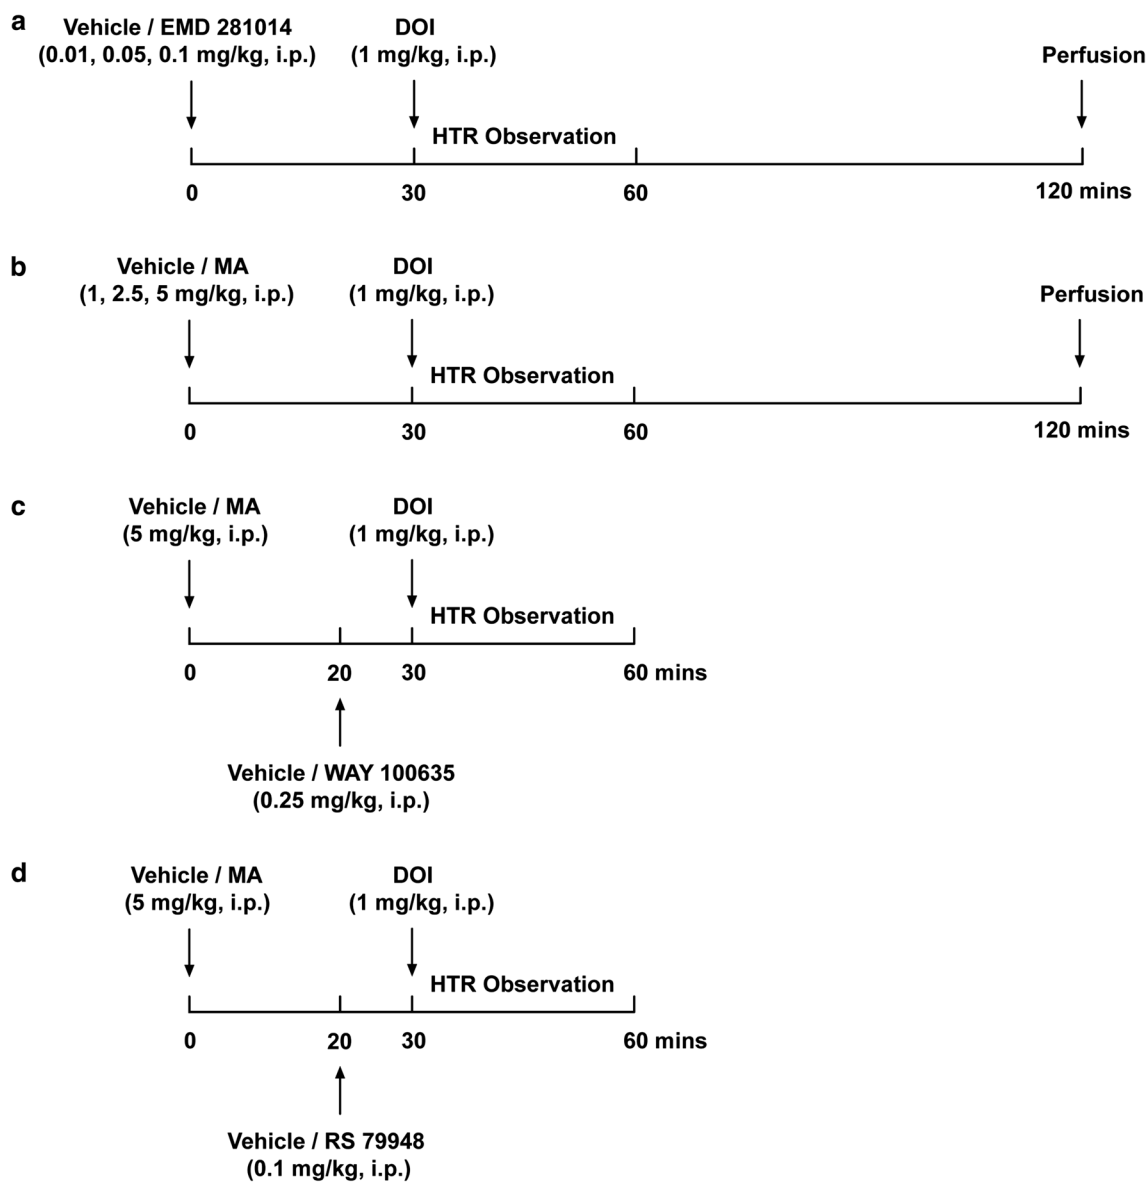 a
Vehicle / EMD 281014
(0.01, 0.05, 0.1 mg/kg, i.p.)
DOI
(1 mg/kg, i.p.)
Perfusion
HTR Observation
0
30
60
120 mins
b
Vehicle / MA
(1, 2.5, 5 mg/kg, i.p.)
DOI
(1 mg/kg, i.p.)
Perfusion
HTR Observation
0
30
60
120 mins
c
Vehicle / MA
(5 mg/kg, i.p.)
DOI
(1 mg/kg, i.p.)
HTR Observation
0
20
30
60 mins
Vehicle / WAY 100635
(0.25 mg/kg, i.p.)
d
Vehicle / MA
(5 mg/kg, i.p.)
DOI
(1 mg/kg, i.p.)
HTR Observation
0
20
30
60 mins
Vehicle / RS 79948
(0.1 mg/kg, i.p.)